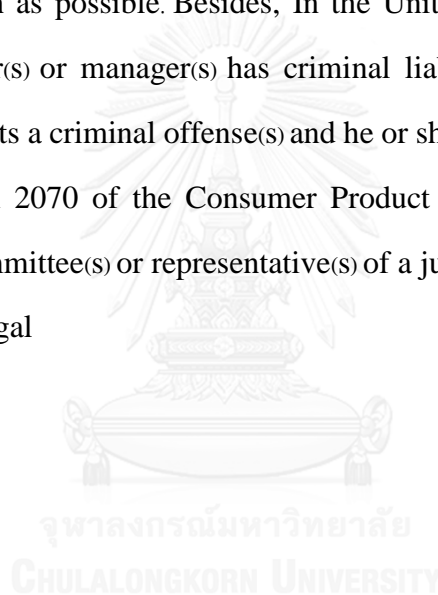 n as possible. Besides, In the Unit
r(s) or manager(s) has criminal liab
ts a criminal offense(s) and he or sh
2070 of the Consumer Product
mmittee(s) or representative(s) of a ju
gal
จุฬาลงกรณ์มหาวิทยาลัย
CHULALONGKORN UNIVERSITY